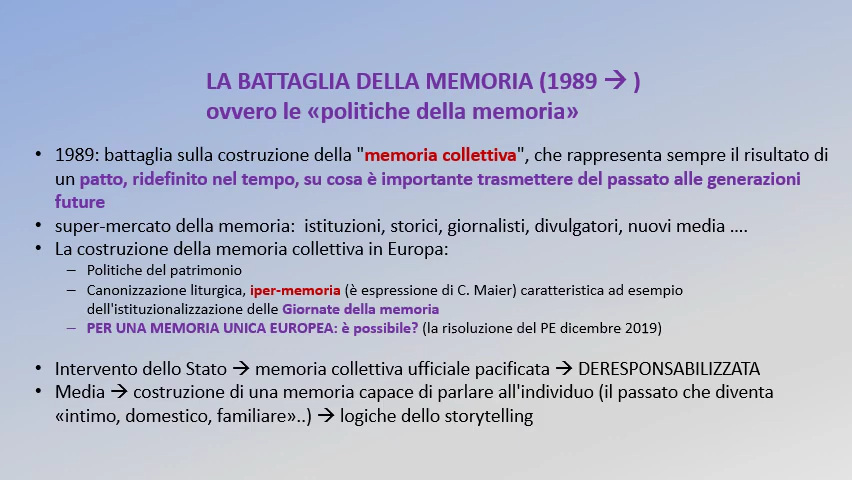 LA BATTAGLIA DELLA MEMORIA (1989 → )
ovvero le «politiche della memoria»
• 1989: battaglia sulla costruzione della "memoria collettiva", che rappresenta sempre il risultato di
un patto, ridefinito nel tempo, su cosa è importante trasmettere del passato alle generazioni
future
• super-mercato della memoria: istituzioni, storici, giornalisti, divulgatori, nuovi media ….
• La costruzione della memoria collettiva in Europa:
– Politiche del patrimonio
– Canonizzazione liturgica, iper-memoria (è espressione di C. Maier) caratteristica ad esempio
dell'istituzionalizzazione delle Giornate della memoria
– PER UNA MEMORIA UNICA EUROPEA: è possibile? (la risoluzione del PE dicembre 2019)
• Intervento dello Stato → memoria collettiva ufficiale pacificata → DERESPONSABILIZZATA
• Media → costruzione di una memoria capace di parlare all'individuo (il passato che diventa
«intimo, domestico, familiare»..) → logiche dello storytelling